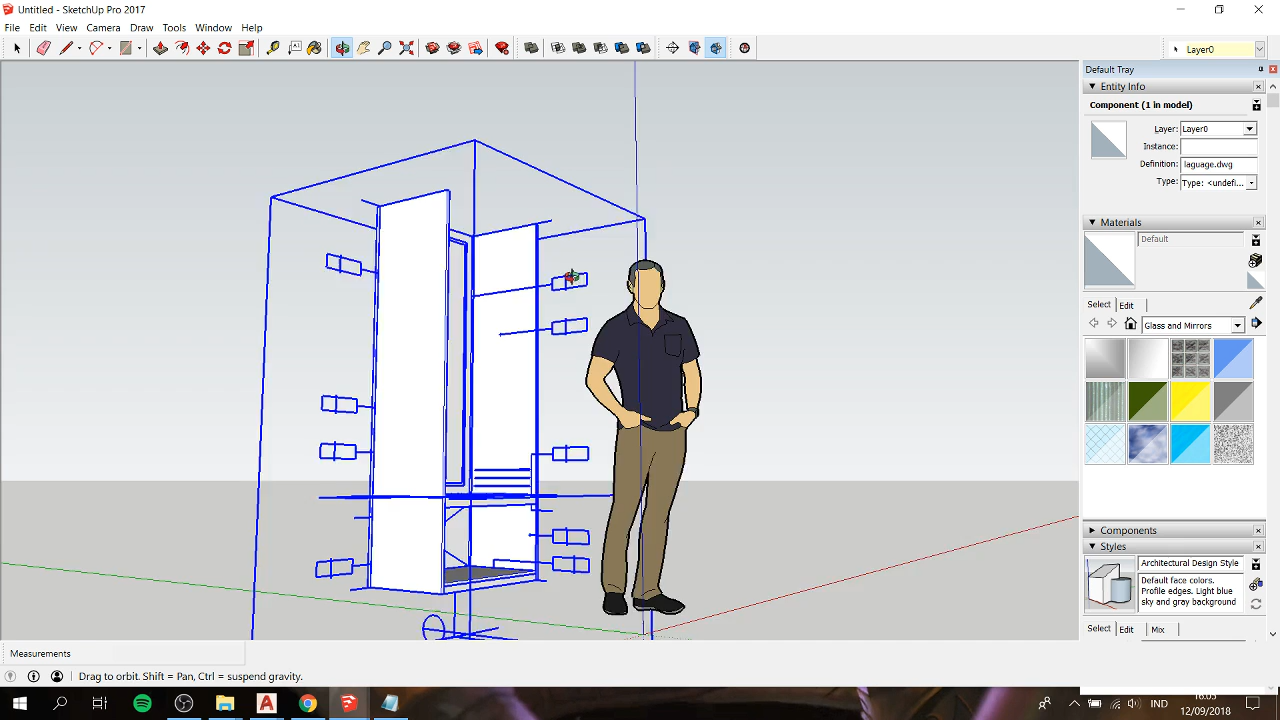 Untitled - SketchUp Pro 2017
File Edit View Camera Draw Tools Window Help
Layer0
Default Tray
Entity Info
Component (1 in model)
Layer: Layer0
Instance:
Definition: laguage.dwg
Type: Type: <undefi...
Materials
Default
Select Edit
Glass and Mirrors
Components
Styles
Architectural Design Style
Default face colors.
Profile edges. Light blue
sky and gray background
Select Edit Mix
Measurements
Drag to orbit. Shift = Pan, Ctrl = suspend gravity.
16.05
IND
12/09/2018